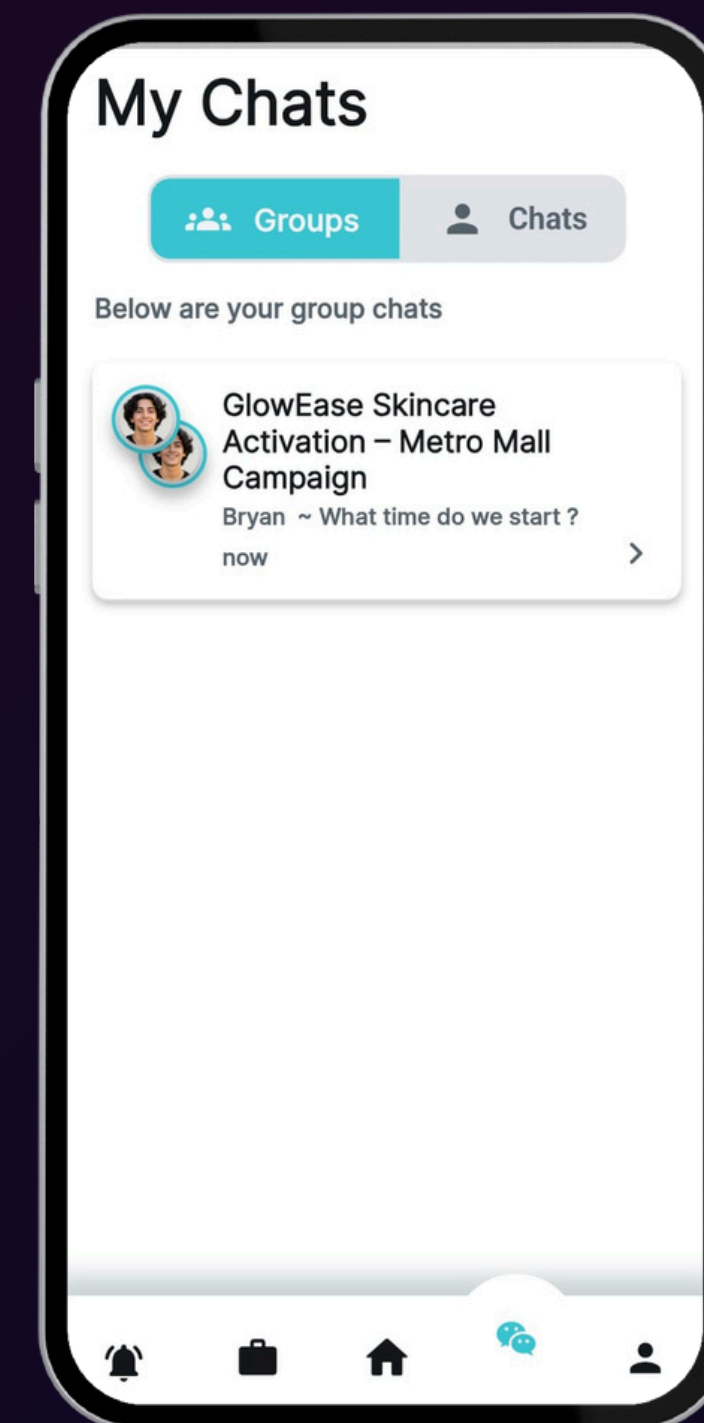 My Chats
Groups
Chats
Below are your group chats
GlowEase Skincare
Activation – Metro Mall
Campaign
Bryan ~ What time do we start ?
now